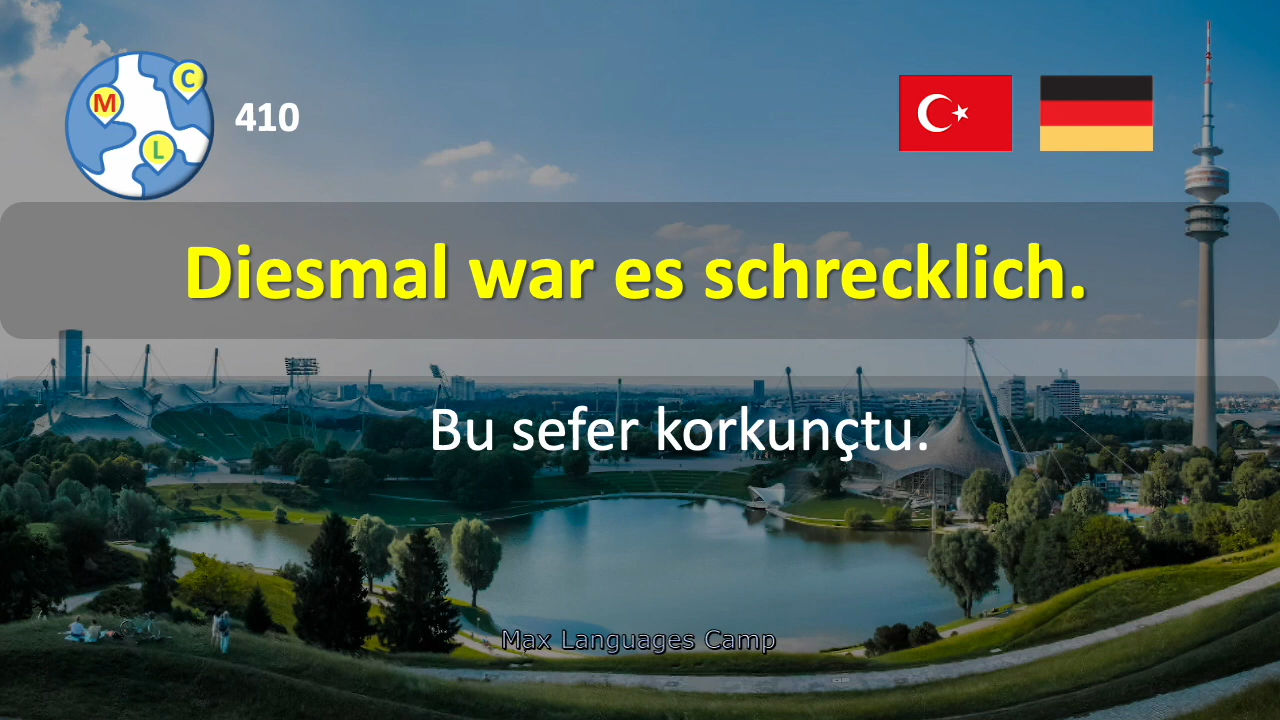 C
M
L
410
Diesmal war es schrecklich.
Bu sefer korkunçtu.
Max Languages Camp